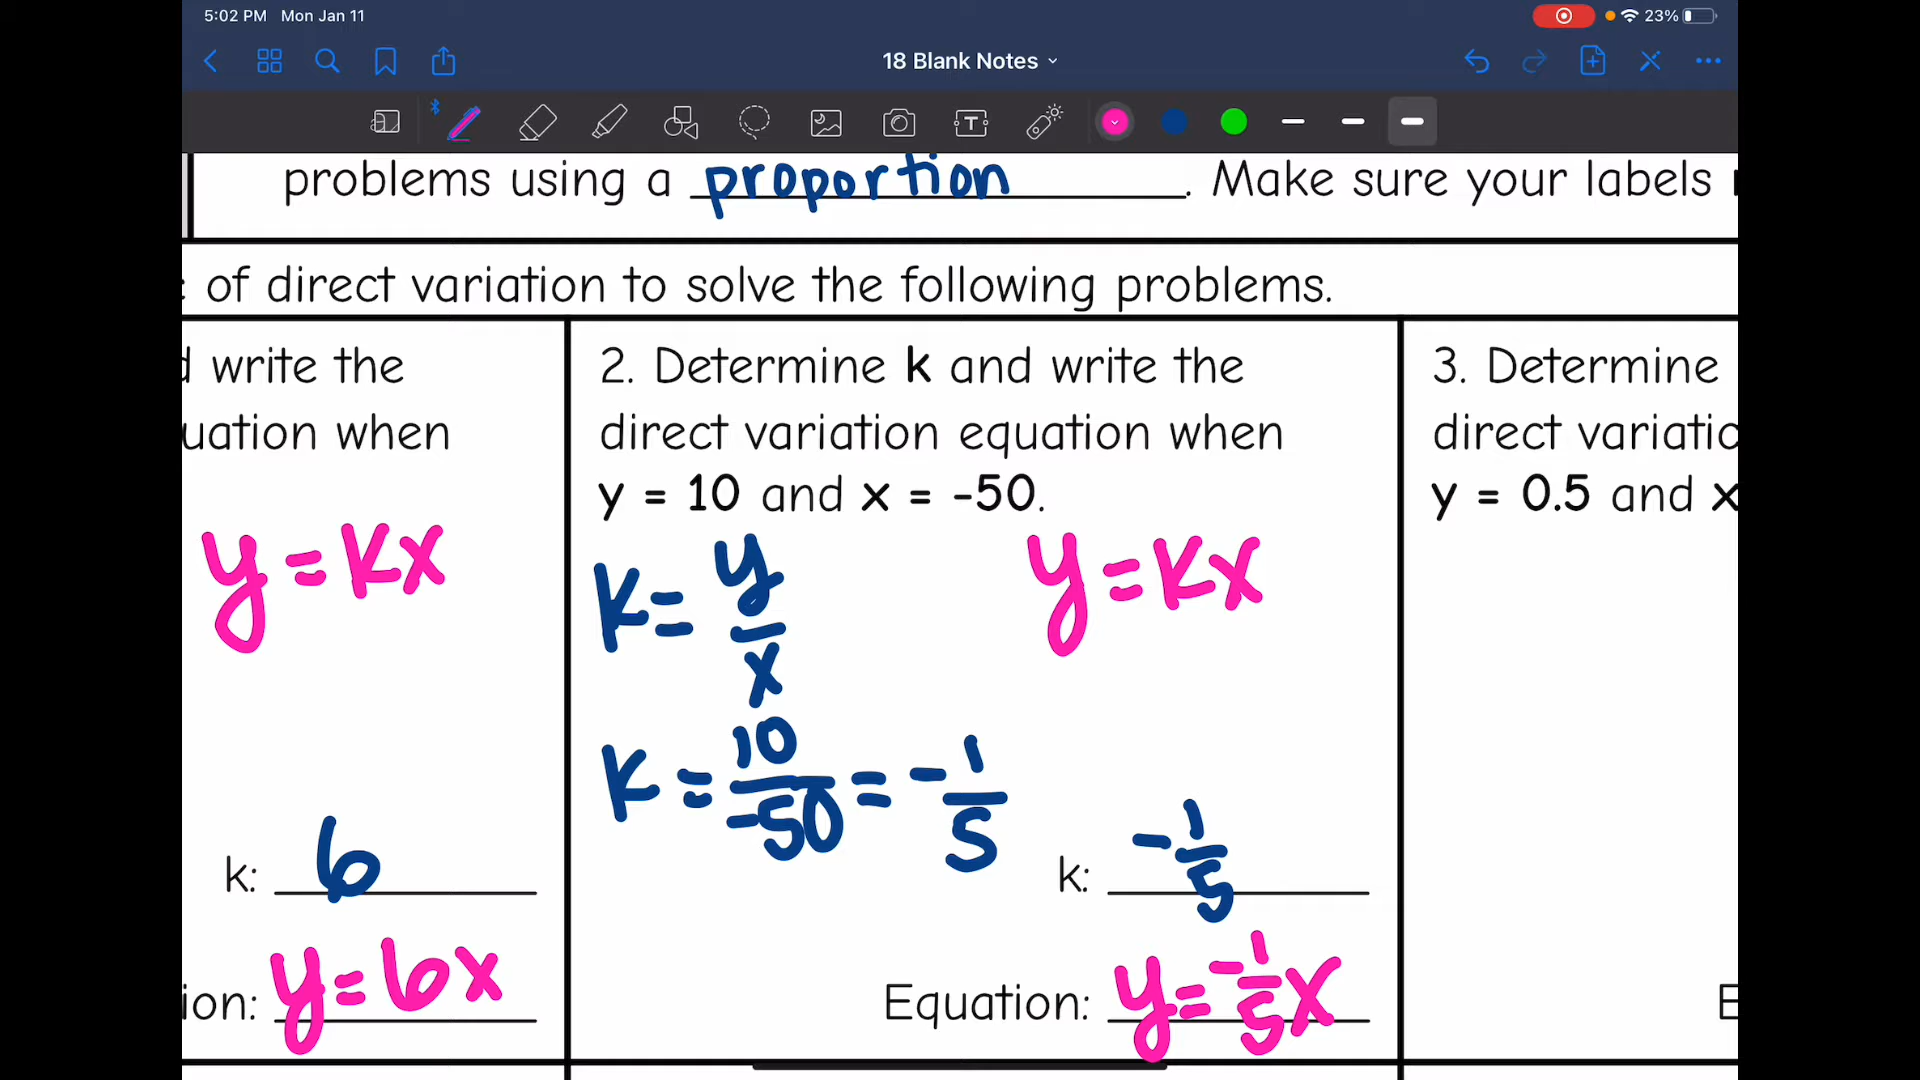 5:02 PM Mon Jan 11
23%
18 Blank Notes
T
problems using a proportion. Make sure your labels
of direct variation to solve the following problems.
write the
uation when
y = kx
k: 6
ion: y = 6x
2. Determine k and write the
direct variation equation when
y = 10 and x = -50.
k = y/x
y = kx
k = 10/-50 = -1/5
k: -1/5
Equation: y = -1/5x
3. Determine
direct variatio
y = 0.5 and x
E